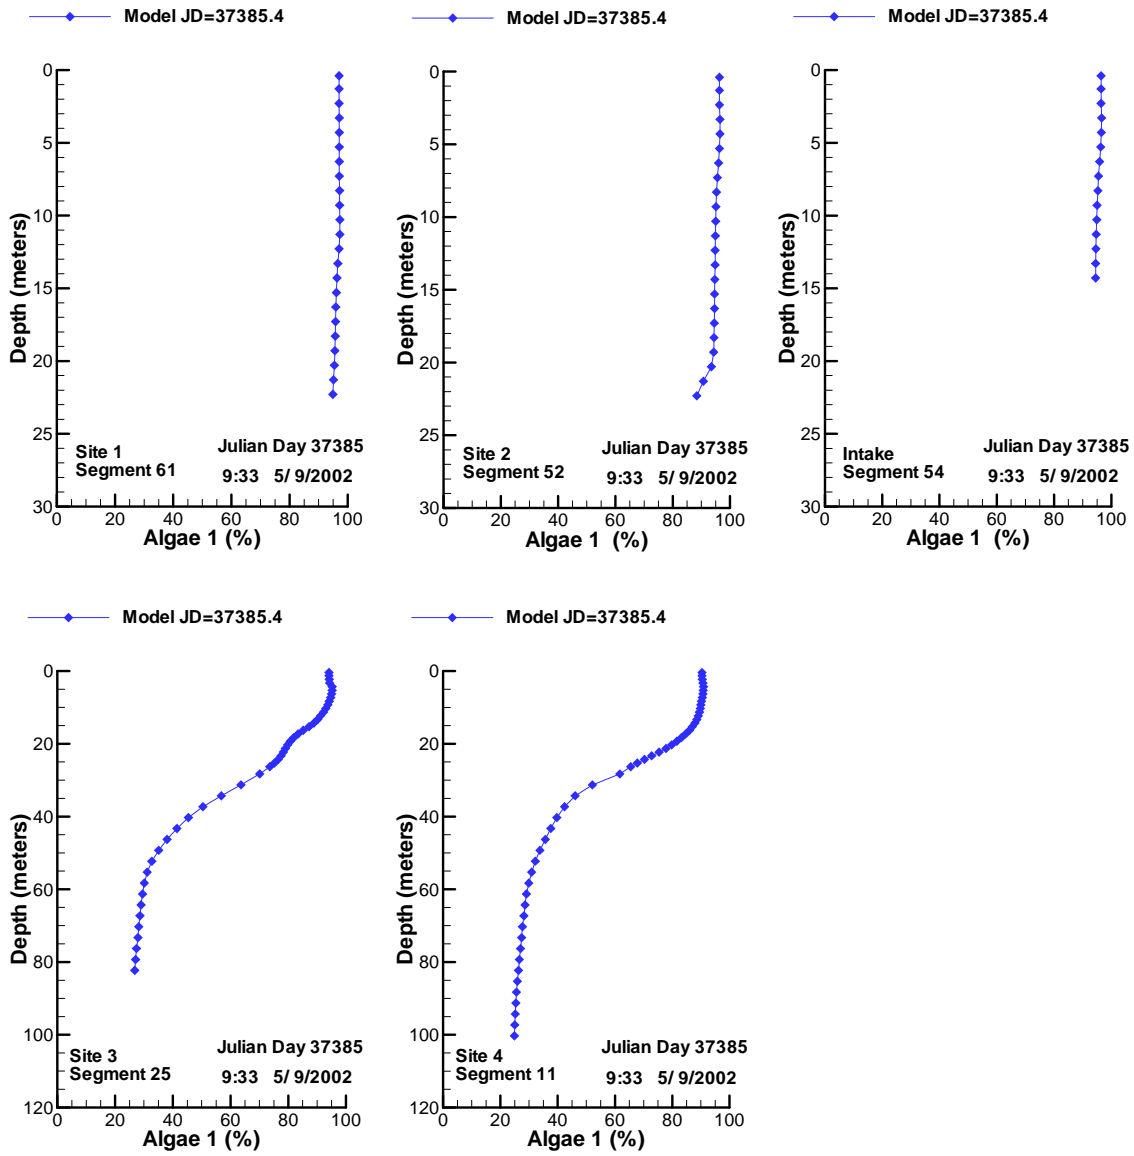 Model JD=37385.4
0
5
10
15
20
25
30
Depth (meters)
Site 1
Segment 61
Julian Day 37385
9:33 5/ 9/2002
0 20 40 60 80 100
Algae 1 (%)
Model JD=37385.4
0
5
10
15
20
25
30
Depth (meters)
Site 2
Segment 52
Julian Day 37385
9:33 5/ 9/2002
0 20 40 60 80 100
Algae 1 (%)
Model JD=37385.4
0
5
10
15
20
25
30
Depth (meters)
Intake
Segment 54
Julian Day 37385
9:33 5/ 9/2002
0 20 40 60 80 100
Algae 1 (%)
Model JD=37385.4
0
20
40
60
80
100
120
Depth (meters)
Site 3
Segment 25
Julian Day 37385
9:33 5/ 9/2002
0 20 40 60 80 100
Algae 1 (%)
Model JD=37385.4
0
20
40
60
80
100
120
Depth (meters)
Site 4
Segment 11
Julian Day 37385
9:33 5/ 9/2002
0 20 40 60 80 100
Algae 1 (%)